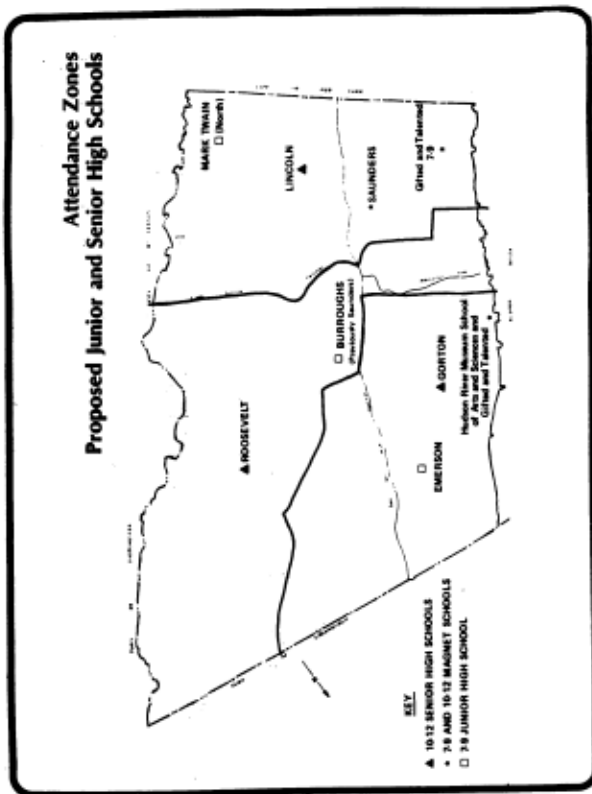 Attendance Zones
Proposed Junior and Senior High Schools
MARK TWAIN
(North)
LINCOLN
SAUNDERS
Gifted and Talented
7-9
BURROUGHS
(Previously Saunders)
ROOSEVELT
GORTON
Hudson River Museum School
of Arts and Sciences and
Gifted and Talented
EMERSON
KEY
▲ 10-12 SENIOR HIGH SCHOOLS
* 7-9 AND 10-12 MAGNET SCHOOLS
□ 7-9 JUNIOR HIGH SCHOOL